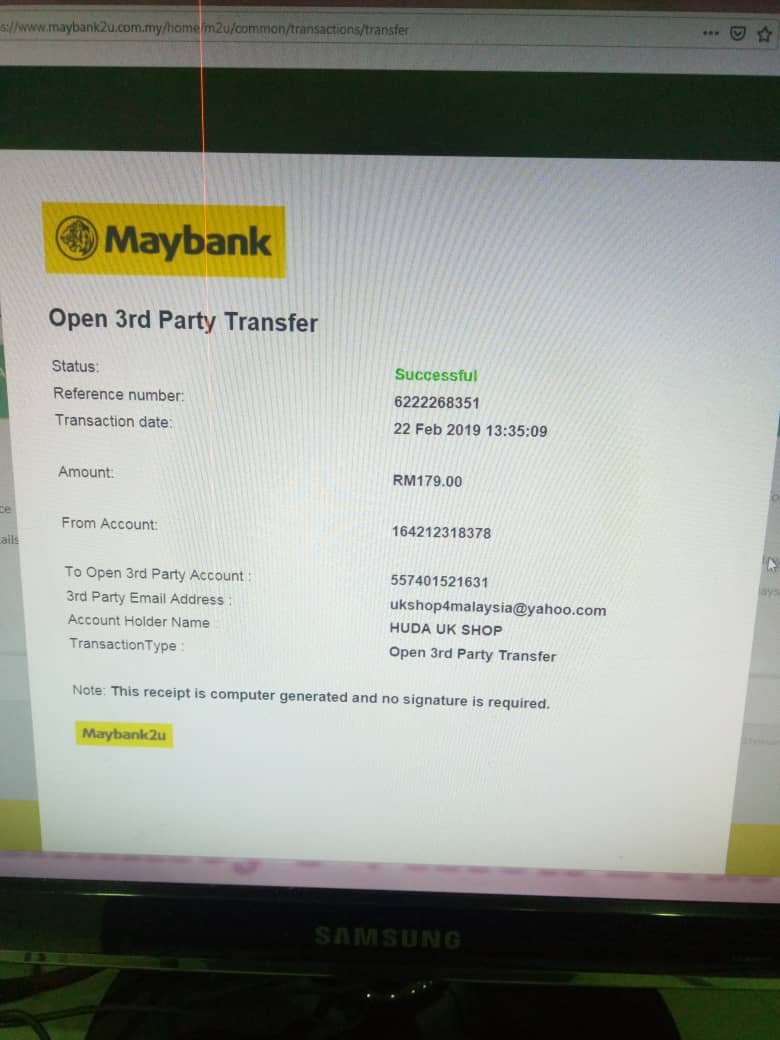 s://www.maybank2u.com.my/home/m2u/common/transactions/transfer
Maybank
Open 3rd Party Transfer
Status: Successful
Reference number: 6222268351
Transaction date: 22 Feb 2019 13:35:09
Amount: RM179.00
From Account: 164212318378
To Open 3rd Party Account : 557401521631
3rd Party Email Address : ukshop4malaysia@yahoo.com
Account Holder Name : HUDA UK SHOP
TransactionType : Open 3rd Party Transfer
Note: This receipt is computer generated and no signature is required.
Maybank2u
SAMSUNG